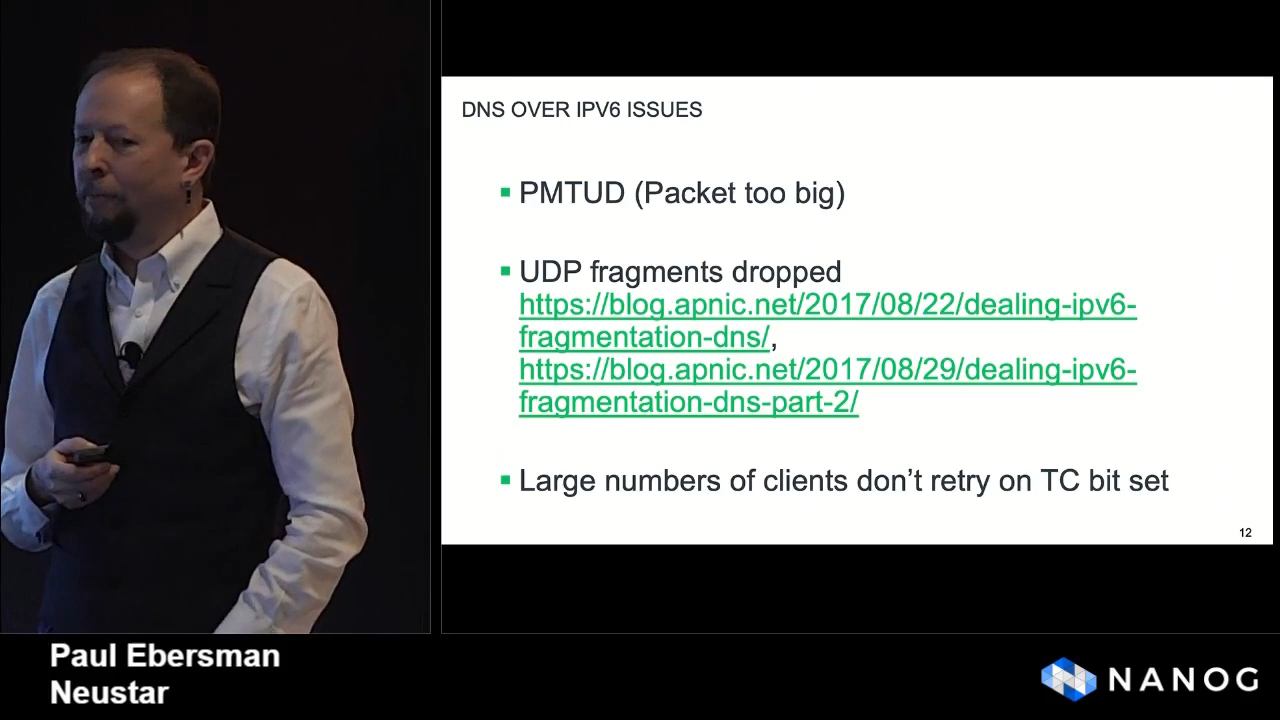 DNS OVER IPV6 ISSUES
PMTUD (Packet too big)
UDP fragments dropped
https://blog.apnic.net/2017/08/22/dealing-ipv6-
fragmentation-dns/,
https://blog.apnic.net/2017/08/29/dealing-ipv6-
fragmentation-dns-part-2/
Large numbers of clients don’t retry on TC bit set
12
Paul Ebersman
Neustar
NANOG